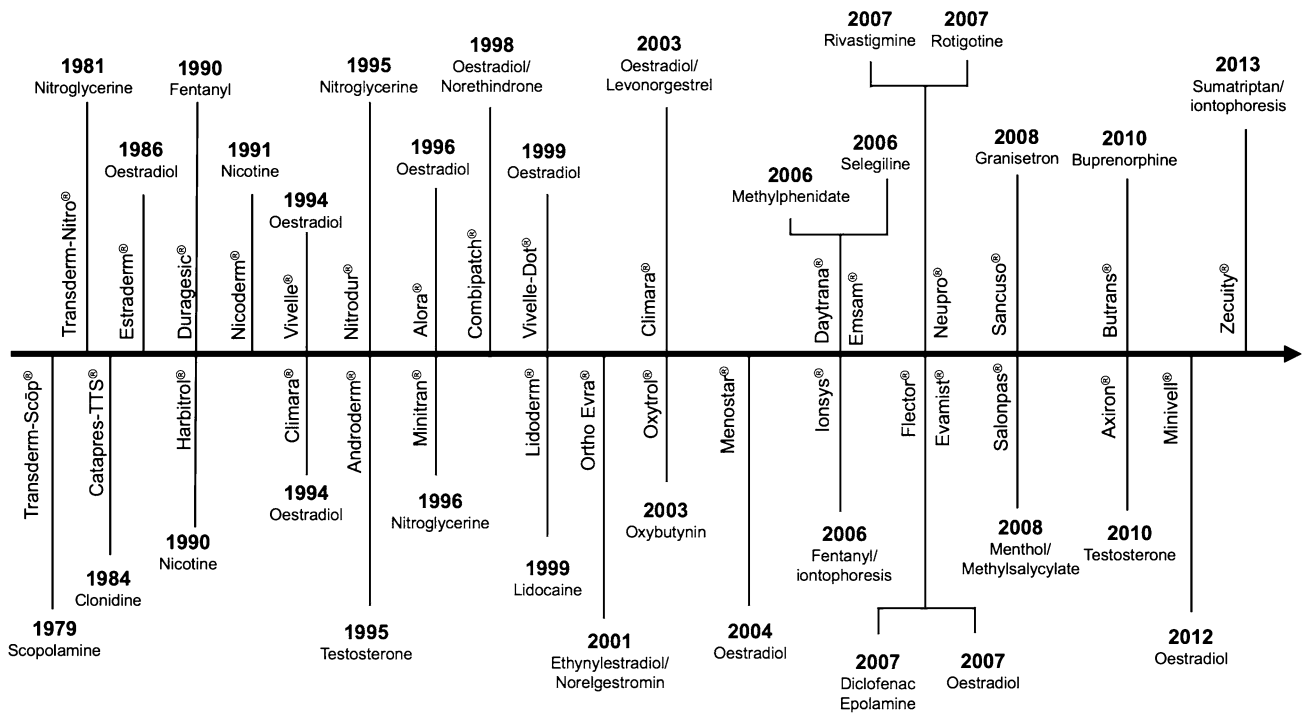 1981
Nitroglycerine
1990
Fentanyl
1995
Nitroglycerine
1998
Oestradiol/
Norethindrone
2003
Oestradiol/
Levonorgestrel
2007
Rivastigmine
2007
Rotigotine
2013
Sumatriptan/
iontophoresis
1986
Oestradiol
1991
Nicotine
1994
Oestradiol
1996
Oestradiol
1999
Oestradiol
2006
Methylphenidate
2006
Selegiline
2008
Granisetron
2010
Buprenorphine
Transderm-Nitro®
Estraderm®
Duragesic®
Nicoderm®
Vivelle®
Nitrodur®
Alora®
Combipatch®
Vivelle-Dot®
Climara®
Daytrana®
Emsam®
Neupro®
Sancuso®
Butrans®
Zecuity®
Transderm-Scōp®
Catapres-TTS®
Harbitrol®
Climara®
Androderm®
Minitran®
Lidoderm®
Ortho Evra®
Oxytrol®
Menostar®
Ionsys®
Flector®
Evamist®
Salonpas®
Axiron®
Minivell®
1979
Scopolamine
1984
Clonidine
1990
Nicotine
1994
Oestradiol
1995
Testosterone
1996
Nitroglycerine
1999
Lidocaine
2001
Ethynylestradiol/
Norelgestromin
2003
Oxybutynin
2004
Oestradiol
2006
Fentanyl/
iontophoresis
2007
Diclofenac
Epolamine
2007
Oestradiol
2008
Menthol/
Methylsalycylate
2010
Testosterone
2012
Oestradiol